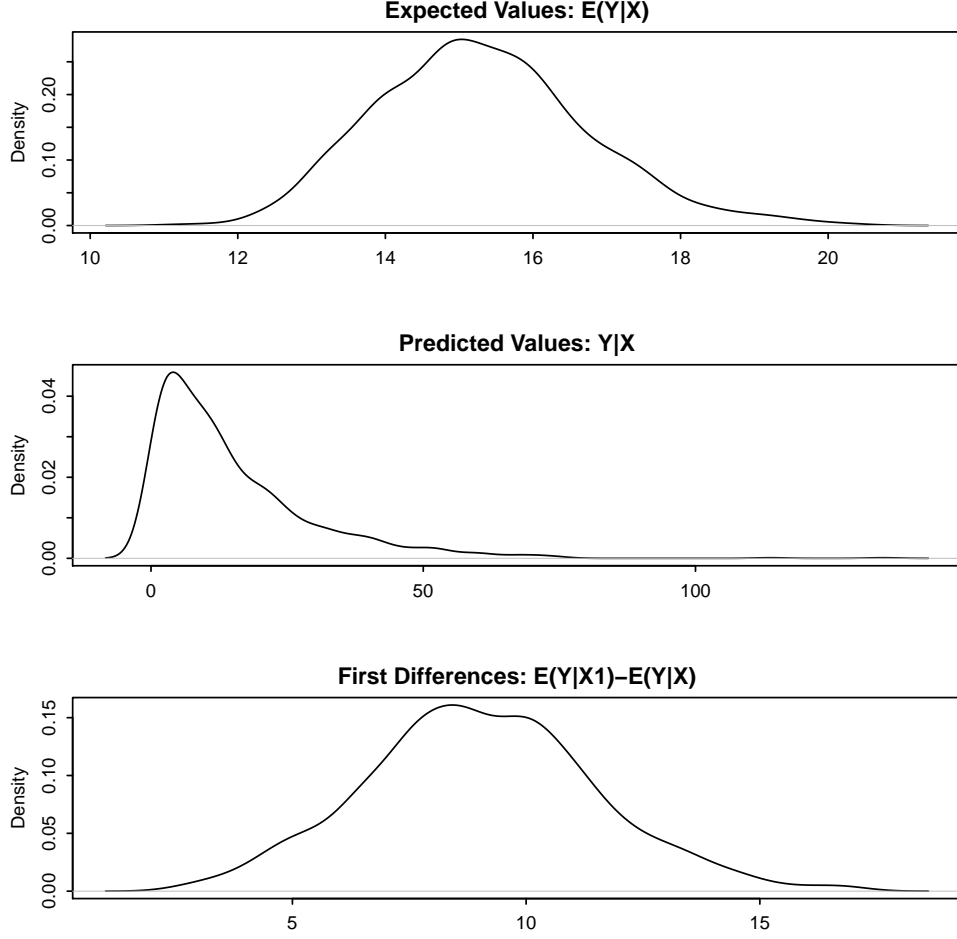 Expected Values: E(Y|X)
Density
0.00 0.10 0.20
10 12 14 16 18 20
Predicted Values: Y|X
Density
0.00 0.02 0.04
0 50 100
First Differences: E(Y|X1)−E(Y|X)
Density
0.00 0.05 0.10 0.15
5 10 15